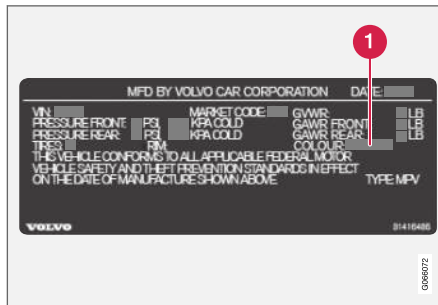 1
MFD BY VOLVO CAR CORPORATION DATE:
VIN: MARKET CODE: GVWR: LB
PRESSURE FRONT: PSI, KPA COLD GAWR FRONT: LB
PRESSURE REAR: PSI, KPA COLD GAWR REAR: LB
TIRES: RIM: COLOUR:
THIS VEHICLE CONFORMS TO ALL APPLICABLE FEDERAL MOTOR
VEHICLE SAFETY AND THEFT PREVENTION STANDARDS IN EFFECT
ON THE DATE OF MANUFACTURE SHOWN ABOVE. TYPE: MPV
VOLVO 31416486
G066072